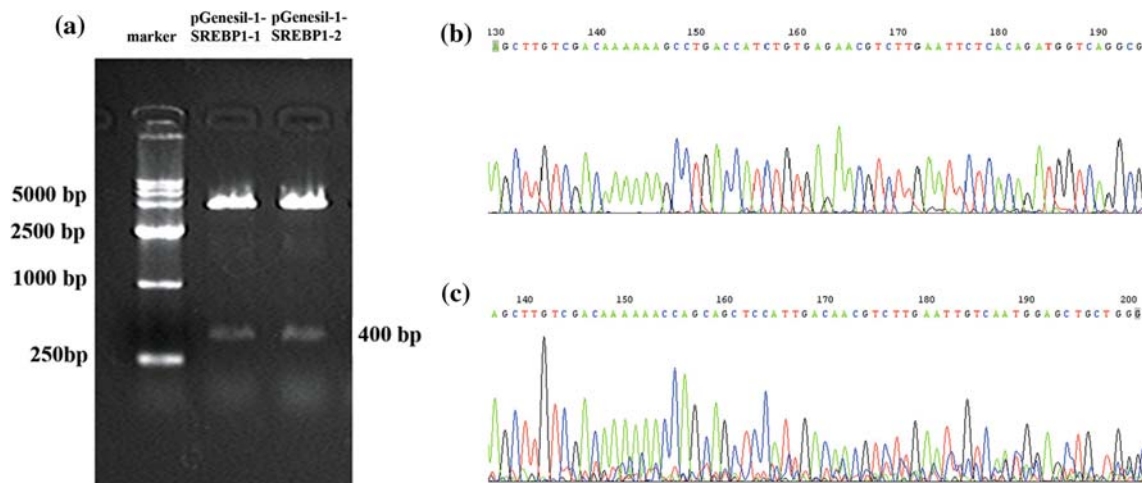 (a)
marker
pGenesil-1-
SREBP1-1
pGenesil-1-
SREBP1-2
5000 bp
2500 bp
1000 bp
250bp
400 bp
(b)
130 140 150 160 170 180 190
AGCTTGTCGACAAAAAAGCCTGACCATCTGTGAGAACGTCTTGAATTCTCACAGATGGTCAGGCG
(c)
140 150 160 170 180 190 200
AGCTTGTCGACAAAAAACCAGCAGCTCCATTGACAACGTCTTGAATTGTCAATGGAGCTGCTGGG